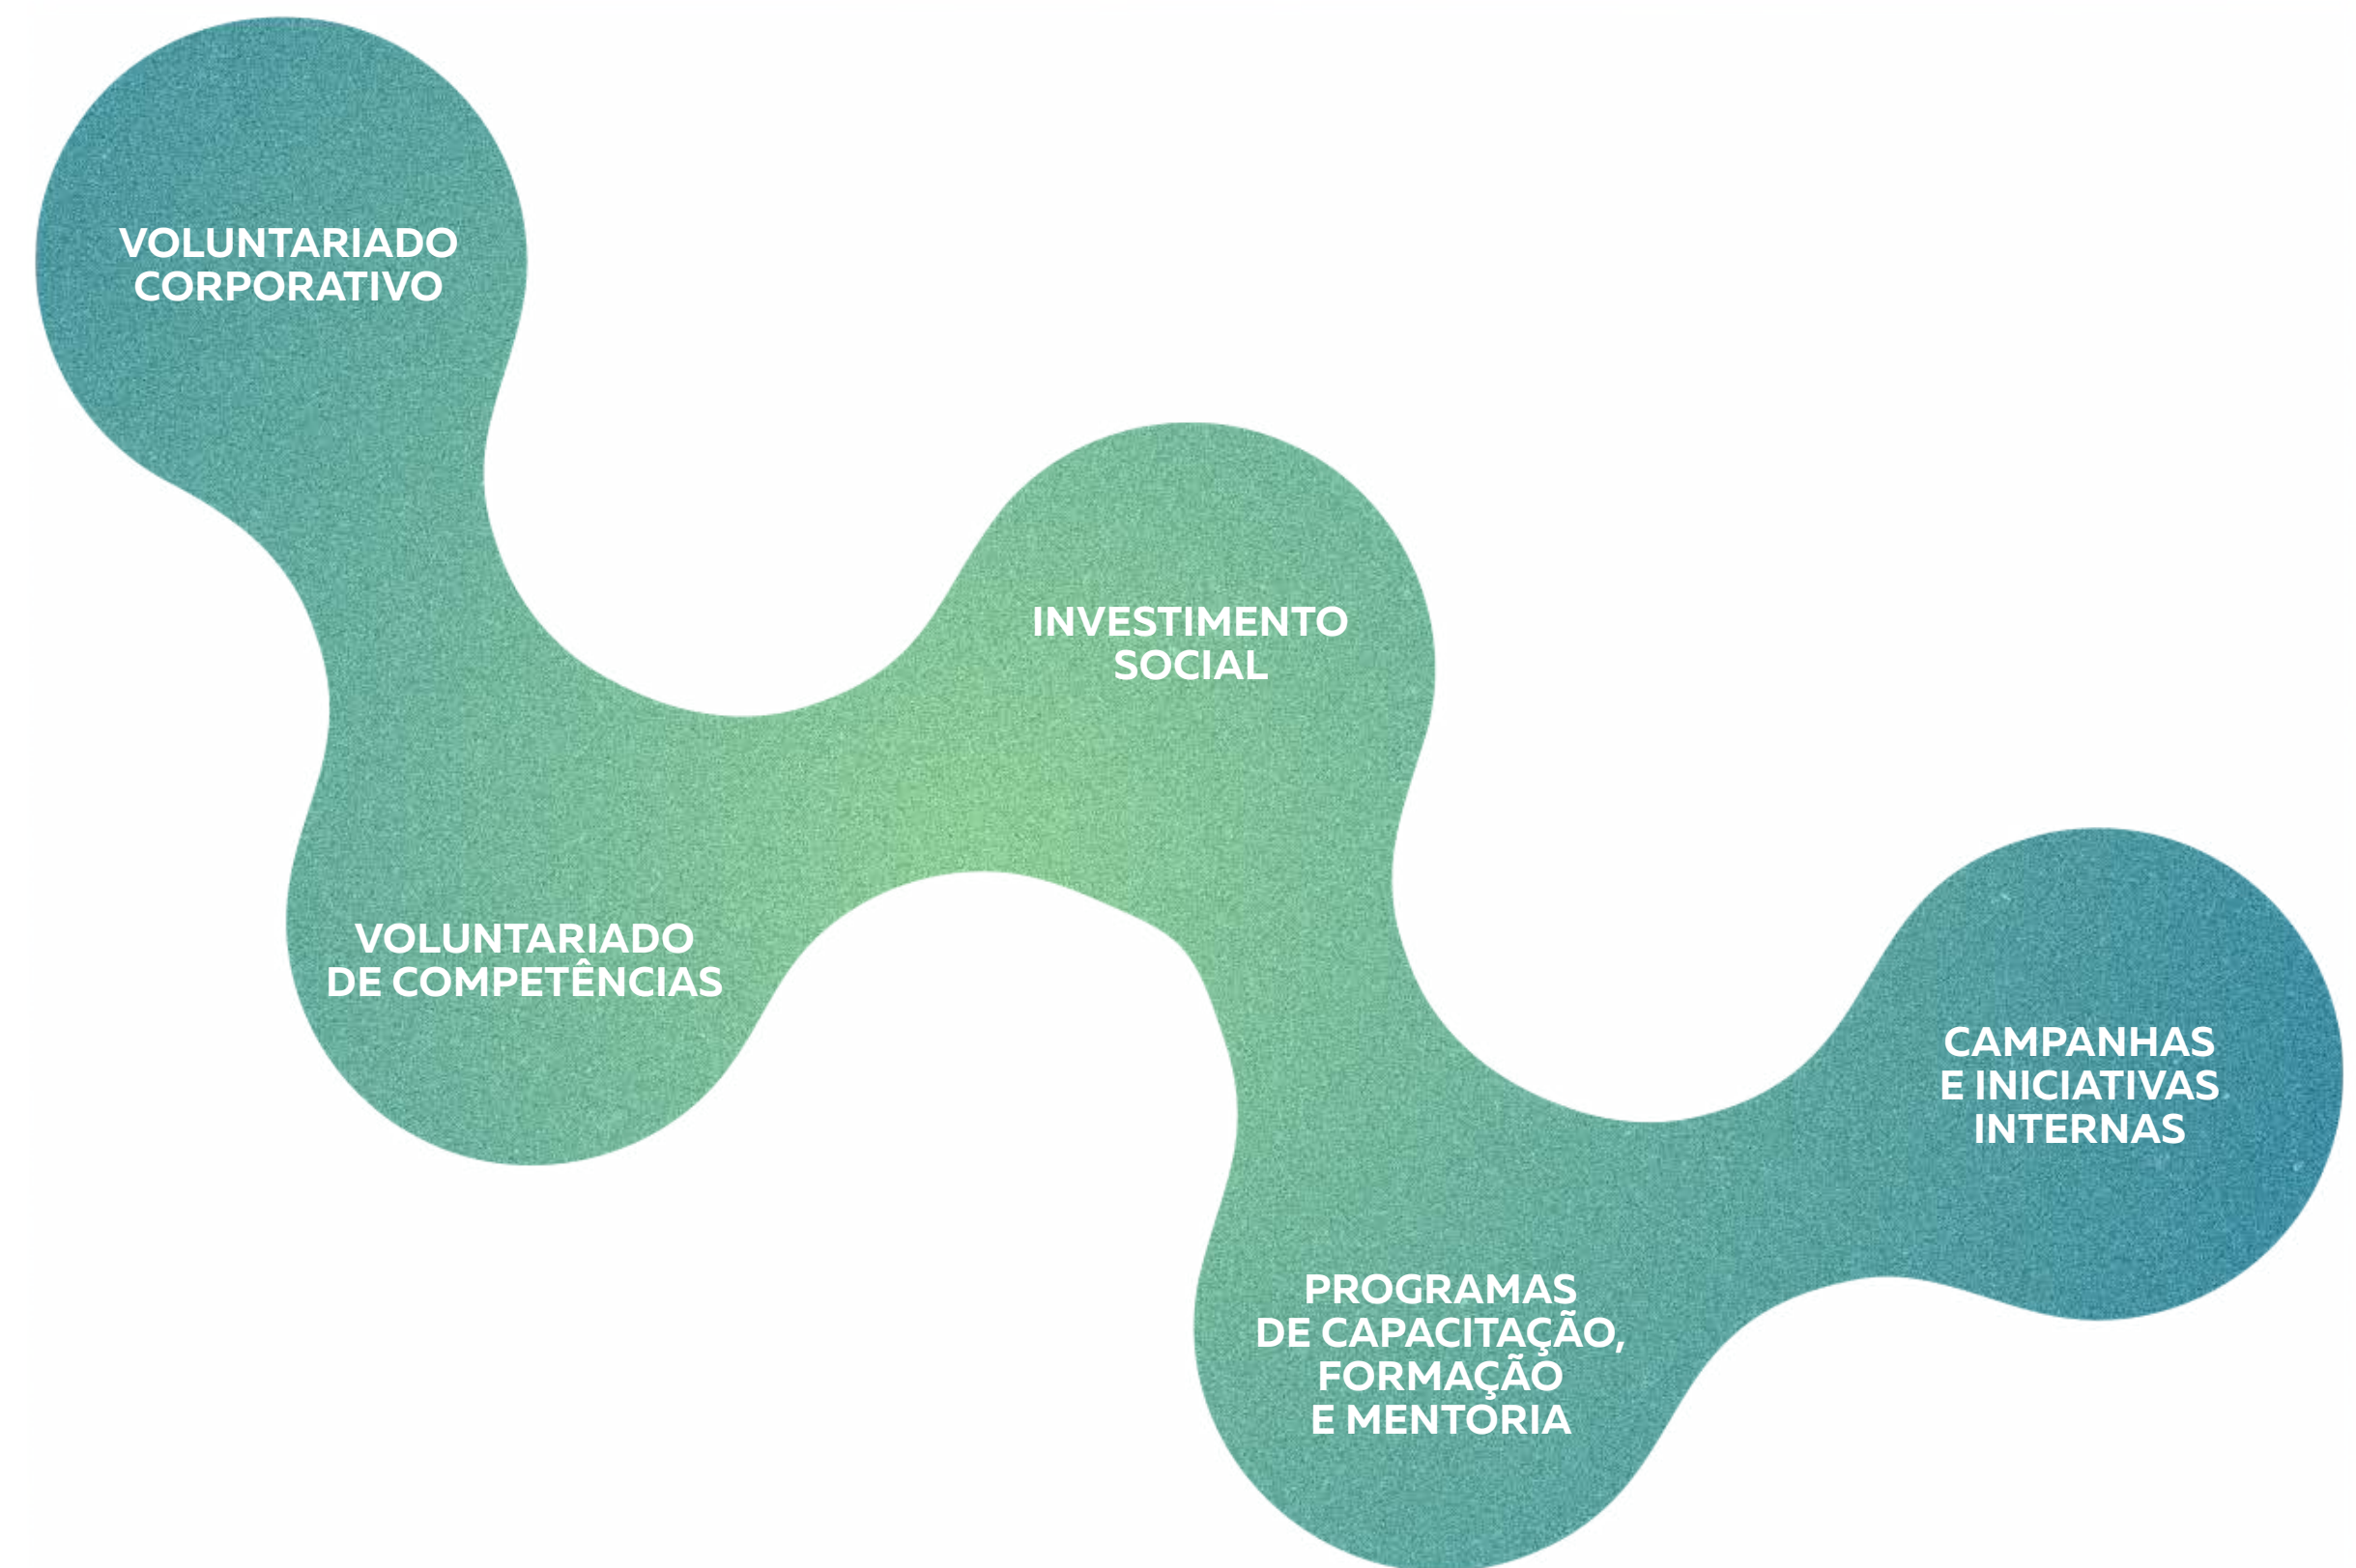 VOLUNTARIADO
CORPORATIVO
VOLUNTARIADO
DE COMPETÊNCIAS
INVESTIMENTO
SOCIAL
PROGRAMAS
DE CAPACITAÇÃO,
FORMAÇÃO
E MENTORIA
CAMPANHAS
E INICIATIVAS
INTERNAS